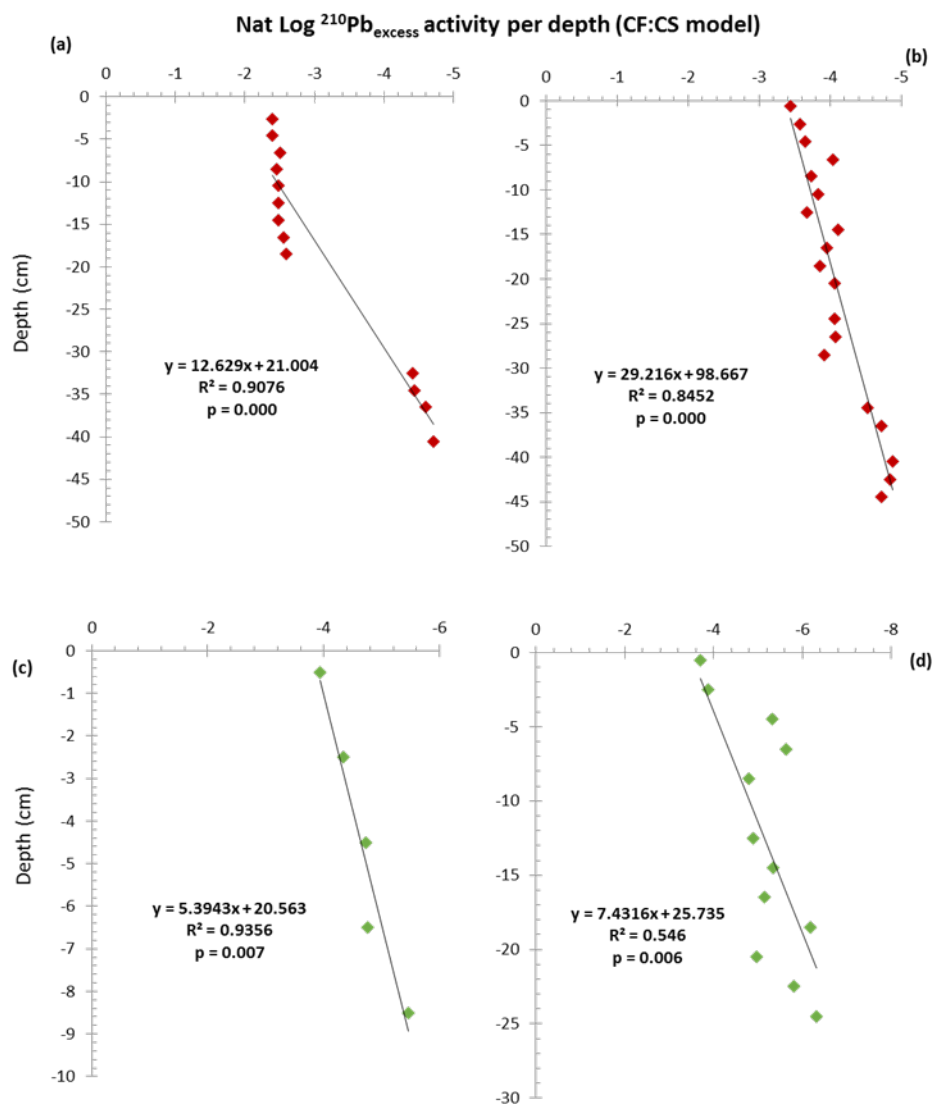 Nat Log ²¹⁰Pbexcess activity per depth (CF:CS model)
(a)
0 -1 -2 -3 -4 -5
0
-5
-10
-15
-20
-25
-30
-35
-40
-45
-50
Depth (cm)
y = 12.629x + 21.004
R² = 0.9076
p = 0.000
(b)
0 -1 -2 -3 -4 -5
0
-5
-10
-15
-20
-25
-30
-35
-40
-45
-50
y = 29.216x + 98.667
R² = 0.8452
p = 0.000
(c)
0 -2 -4 -6
0
-1
-2
-3
-4
-5
-6
-7
-8
-9
-10
Depth (cm)
y = 5.3943x + 20.563
R² = 0.9356
p = 0.007
(d)
0 -2 -4 -6 -8
0
-5
-10
-15
-20
-25
-30
y = 7.4316x + 25.735
R² = 0.546
p = 0.006